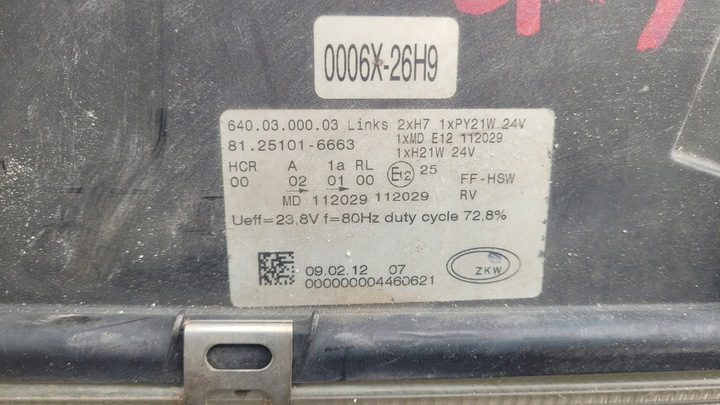 0006X-26H9
640.03.000.03 Links 2xH7 1xPY21W 24V
81.25101-6663 1xMD E12 112029
1xH21W 24V
HCR A 1a RL E12 25
00 02 01 00 FF-HSW
MD 112029 112029 RV
Ueff=23,8V f=80Hz duty cycle 72,8%
09.02.12 07 ZKW
000000004460621